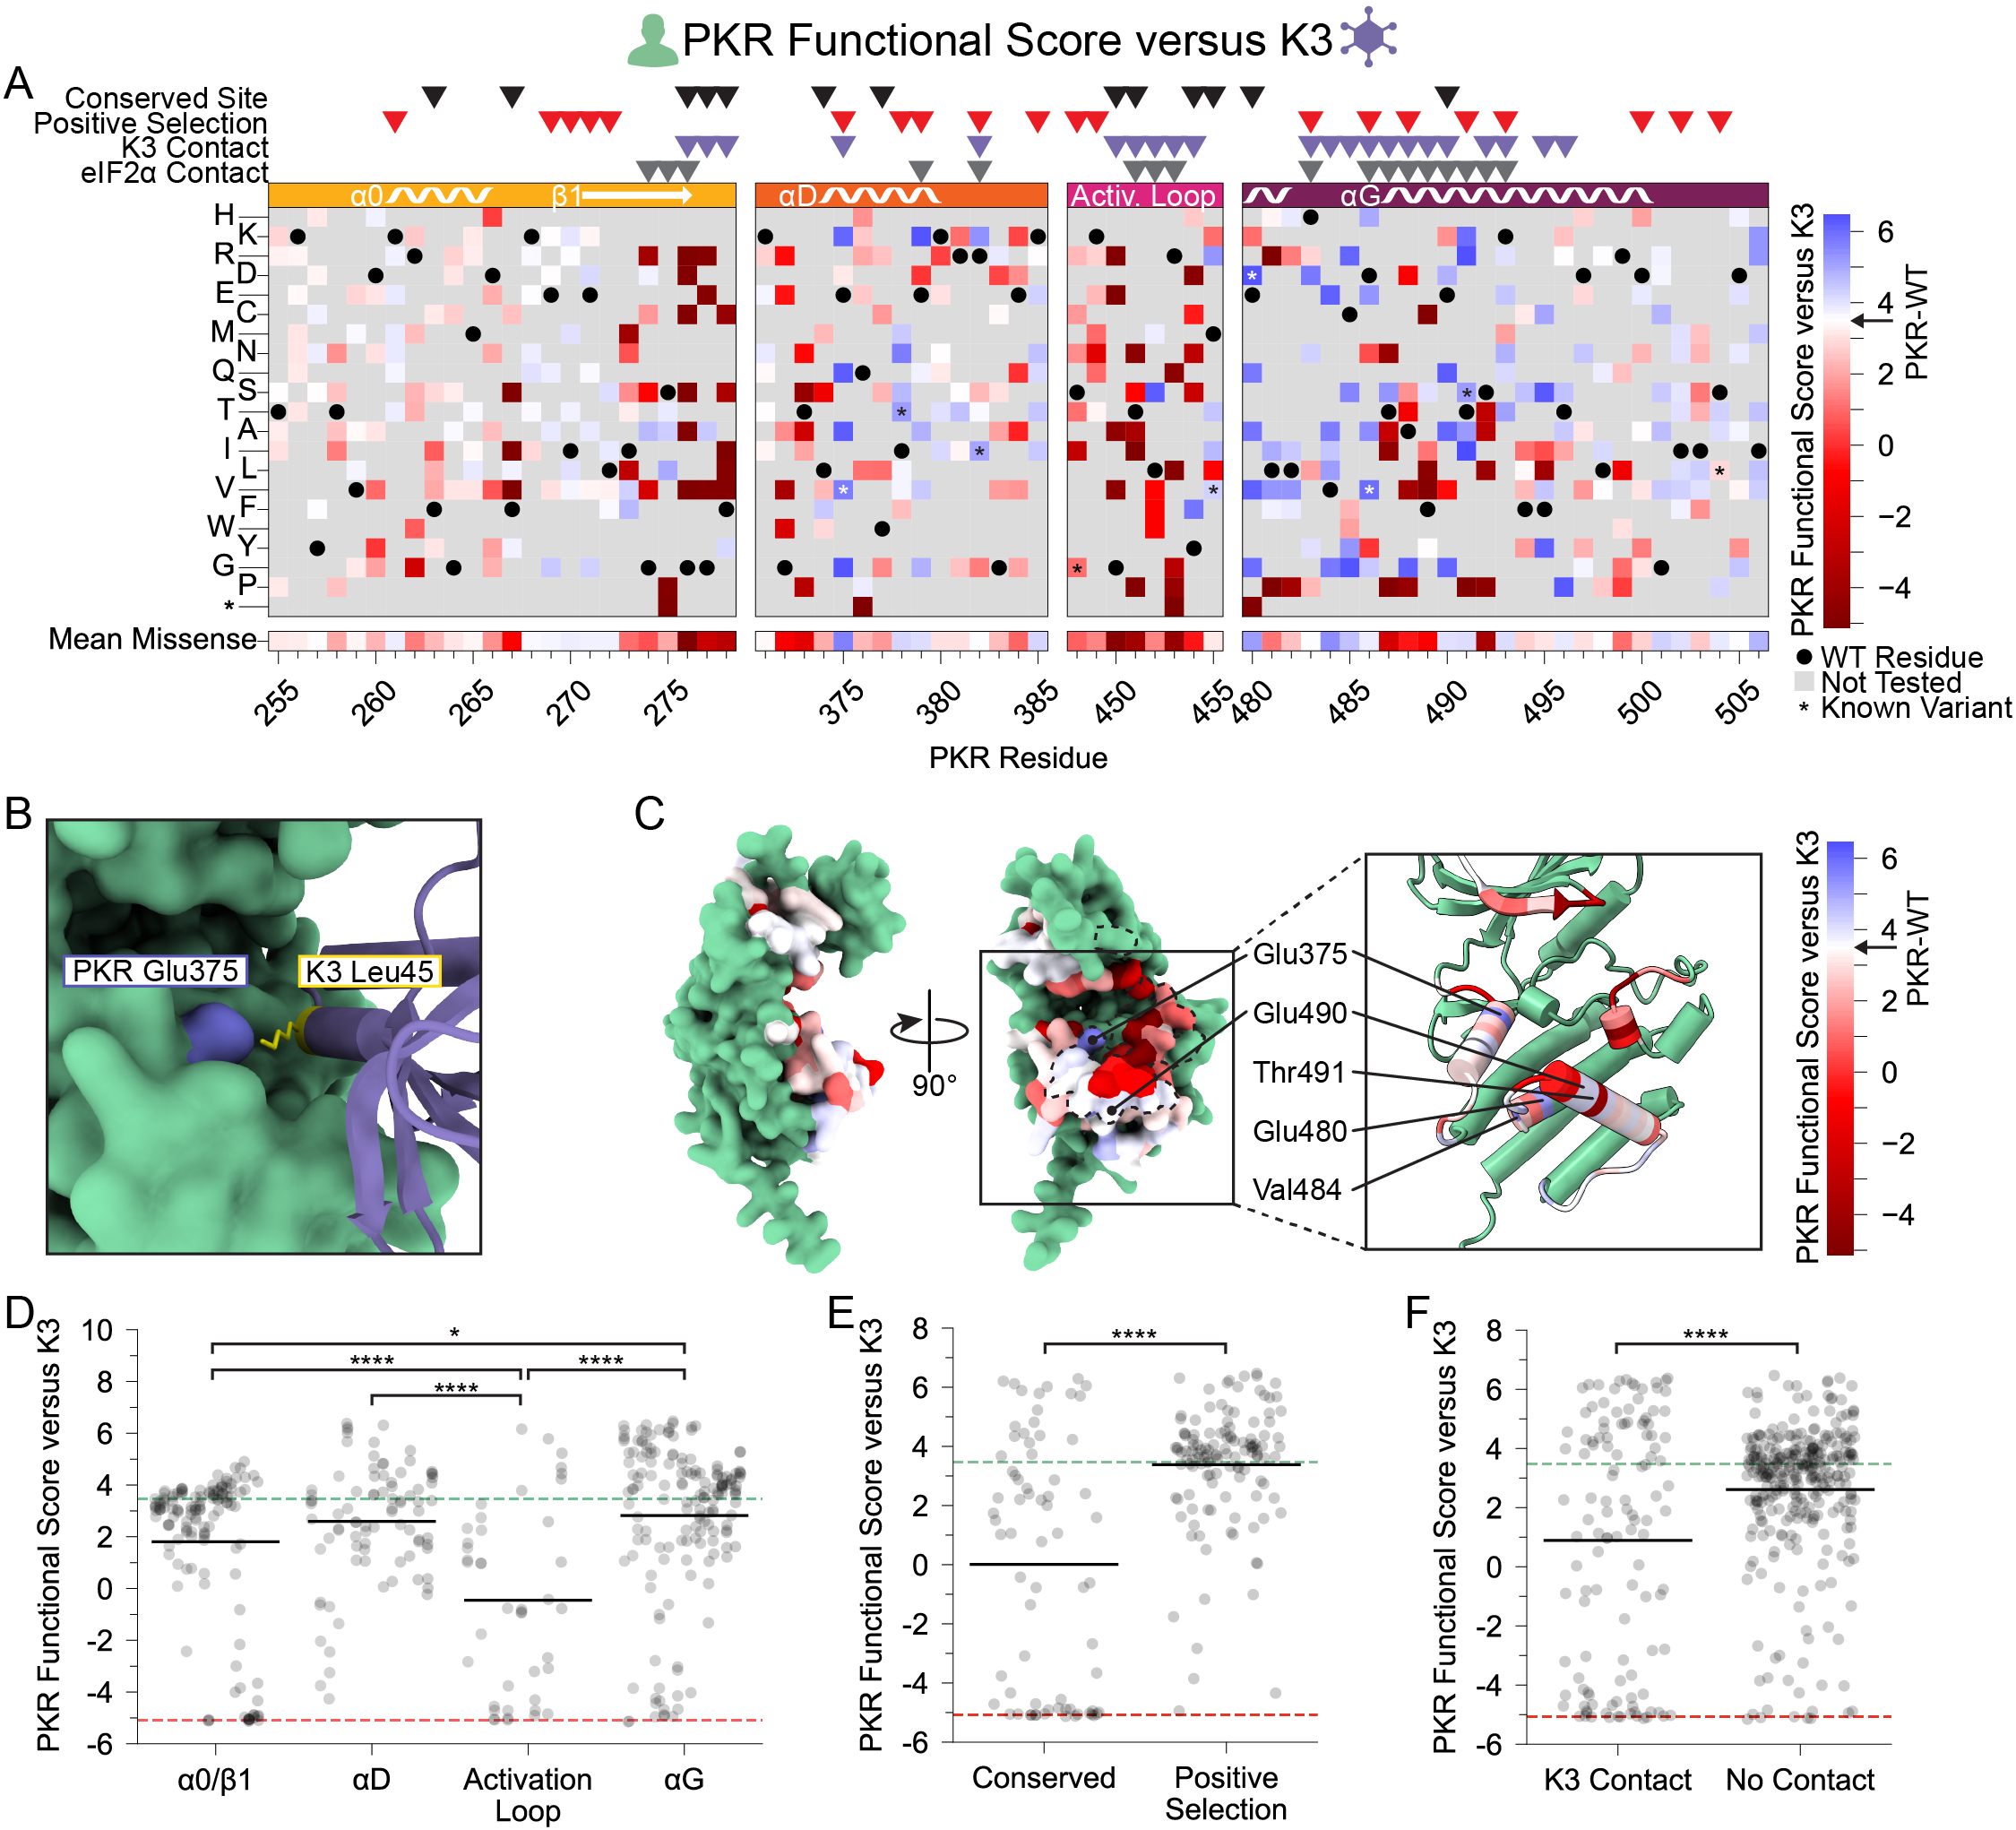 PKR Functional Score versus K3
A
Conserved Site
Positive Selection
K3 Contact
eIF2α Contact
α0 β1 αD Activ. Loop αG
H
K
R
D
E
C
M
N
Q
S
T
A
I
L
V
F
W
Y
G
P
*
Mean Missense
255 260 265 270 275 375 380 385 450 455 480 485 490 495 500 505
PKR Residue
PKR Functional Score versus K3
6
4
2
0
−2
−4
PKR-WT
WT Residue
Not Tested
* Known Variant
B
PKR Glu375
K3 Leu45
C
90°
Glu375
Glu490
Thr491
Glu480
Val484
PKR Functional Score versus K3
6
4
2
0
−2
−4
PKR-WT
D
PKR Functional Score versus K3
10
8
6
4
2
0
-2
-4
-6
*
**** ****
****
α0/β1 αD Activation αG
Loop
E
PKR Functional Score versus K3
8
6
4
2
0
-2
-4
-6
****
Conserved Positive
Selection
F
PKR Functional Score versus K3
8
6
4
2
0
-2
-4
-6
****
K3 Contact No Contact